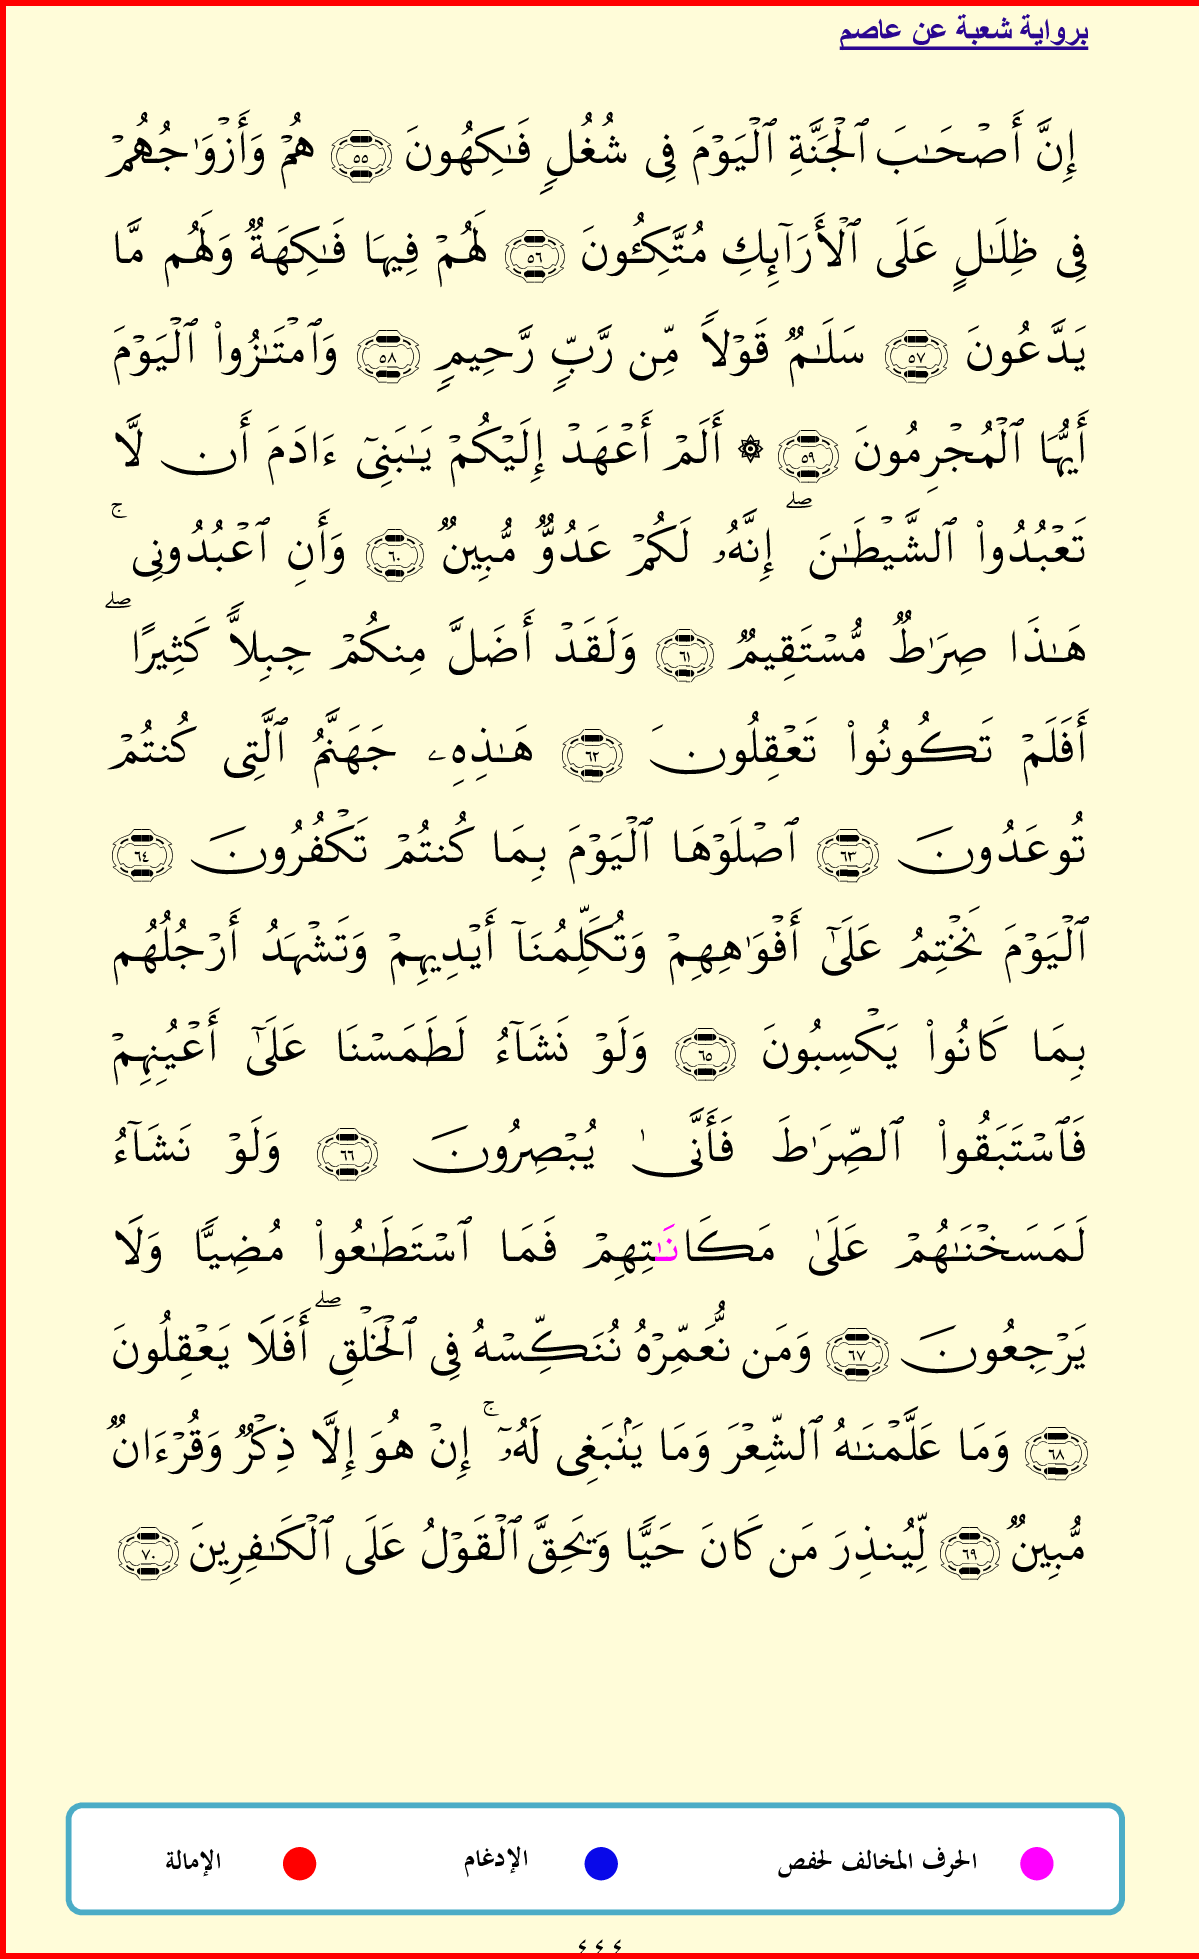 برواية شعبة عن عاصم
إِنَّ أَصْحَـٰبَ ٱلْجَنَّةِ ٱلْيَوْمَ فِى شُغُلٍ فَـٰكِهُونَ ٥٥ هُمْ وَأَزْوَٰجُهُمْ
فِى ظِلَـٰلٍ عَلَى ٱلْأَرَآئِكِ مُتَّكِـُٔونَ ٥٦ لَهُمْ فِيهَا فَـٰكِهَةٌ وَلَهُم مَّا
يَدَّعُونَ ٥٧ سَلَـٰمٌ قَوْلًا مِّن رَّبٍّ رَّحِيمٍ ٥٨ وَٱمْتَـٰزُوا۟ ٱلْيَوْمَ
أَيُّهَا ٱلْمُجْرِمُونَ ٥٩ ۞ أَلَمْ أَعْهَدْ إِلَيْكُمْ يَـٰبَنِىٓ ءَادَمَ أَن لَّا
تَعْبُدُوا۟ ٱلشَّيْطَـٰنَ ۖ إِنَّهُۥ لَكُمْ عَدُوٌّ مُّبِينٌ ٦٠ وَأَنِ ٱعْبُدُونِى ۚ
هَـٰذَا صِرَٰطٌ مُّسْتَقِيمٌ ٦١ وَلَقَدْ أَضَلَّ مِنكُمْ جِبِلًّا كَثِيرًا ۖ
أَفَلَمْ تَكُونُوا۟ تَعْقِلُونَ ٦٢ هَـٰذِهِۦ جَهَنَّمُ ٱلَّتِى كُنتُمْ
تُوعَدُونَ ٦٣ ٱصْلَوْهَا ٱلْيَوْمَ بِمَا كُنتُمْ تَكْفُرُونَ ٦٤
ٱلْيَوْمَ نَخْتِمُ عَلَىٰٓ أَفْوَٰهِهِمْ وَتُكَلِّمُنَآ أَيْدِيهِمْ وَتَشْهَدُ أَرْجُلُهُم
بِمَا كَانُوا۟ يَكْسِبُونَ ٦٥ وَلَوْ نَشَآءُ لَطَمَسْنَا عَلَىٰٓ أَعْيُنِهِمْ
فَٱسْتَبَقُوا۟ ٱلصِّرَٰطَ فَأَنَّىٰ يُبْصِرُونَ ٦٦ وَلَوْ نَشَآءُ
لَمَسَخْنَـٰهُمْ عَلَىٰ مَكَانَـٰتِهِمْ فَمَا ٱسْتَطَـٰعُوا۟ مُضِيًّا وَلَا
يَرْجِعُونَ ٦٧ وَمَن نُّعَمِّرْهُ نُنَكِّسْهُ فِى ٱلْخَلْقِ ۖ أَفَلَا يَعْقِلُونَ
٦٨ وَمَا عَلَّمْنَـٰهُ ٱلشِّعْرَ وَمَا يَنۢبَغِى لَهُۥٓ ۚ إِنْ هُوَ إِلَّا ذِكْرٌ وَقُرْءَانٌ
مُّبِينٌ ٦٩ لِّيُنذِرَ مَن كَانَ حَيًّا وَيَحِقَّ ٱلْقَوْلُ عَلَى ٱلْكَـٰفِرِينَ ٧٠
الحرف المخالف لحفص الإدغام الإمالة
٤٤٤